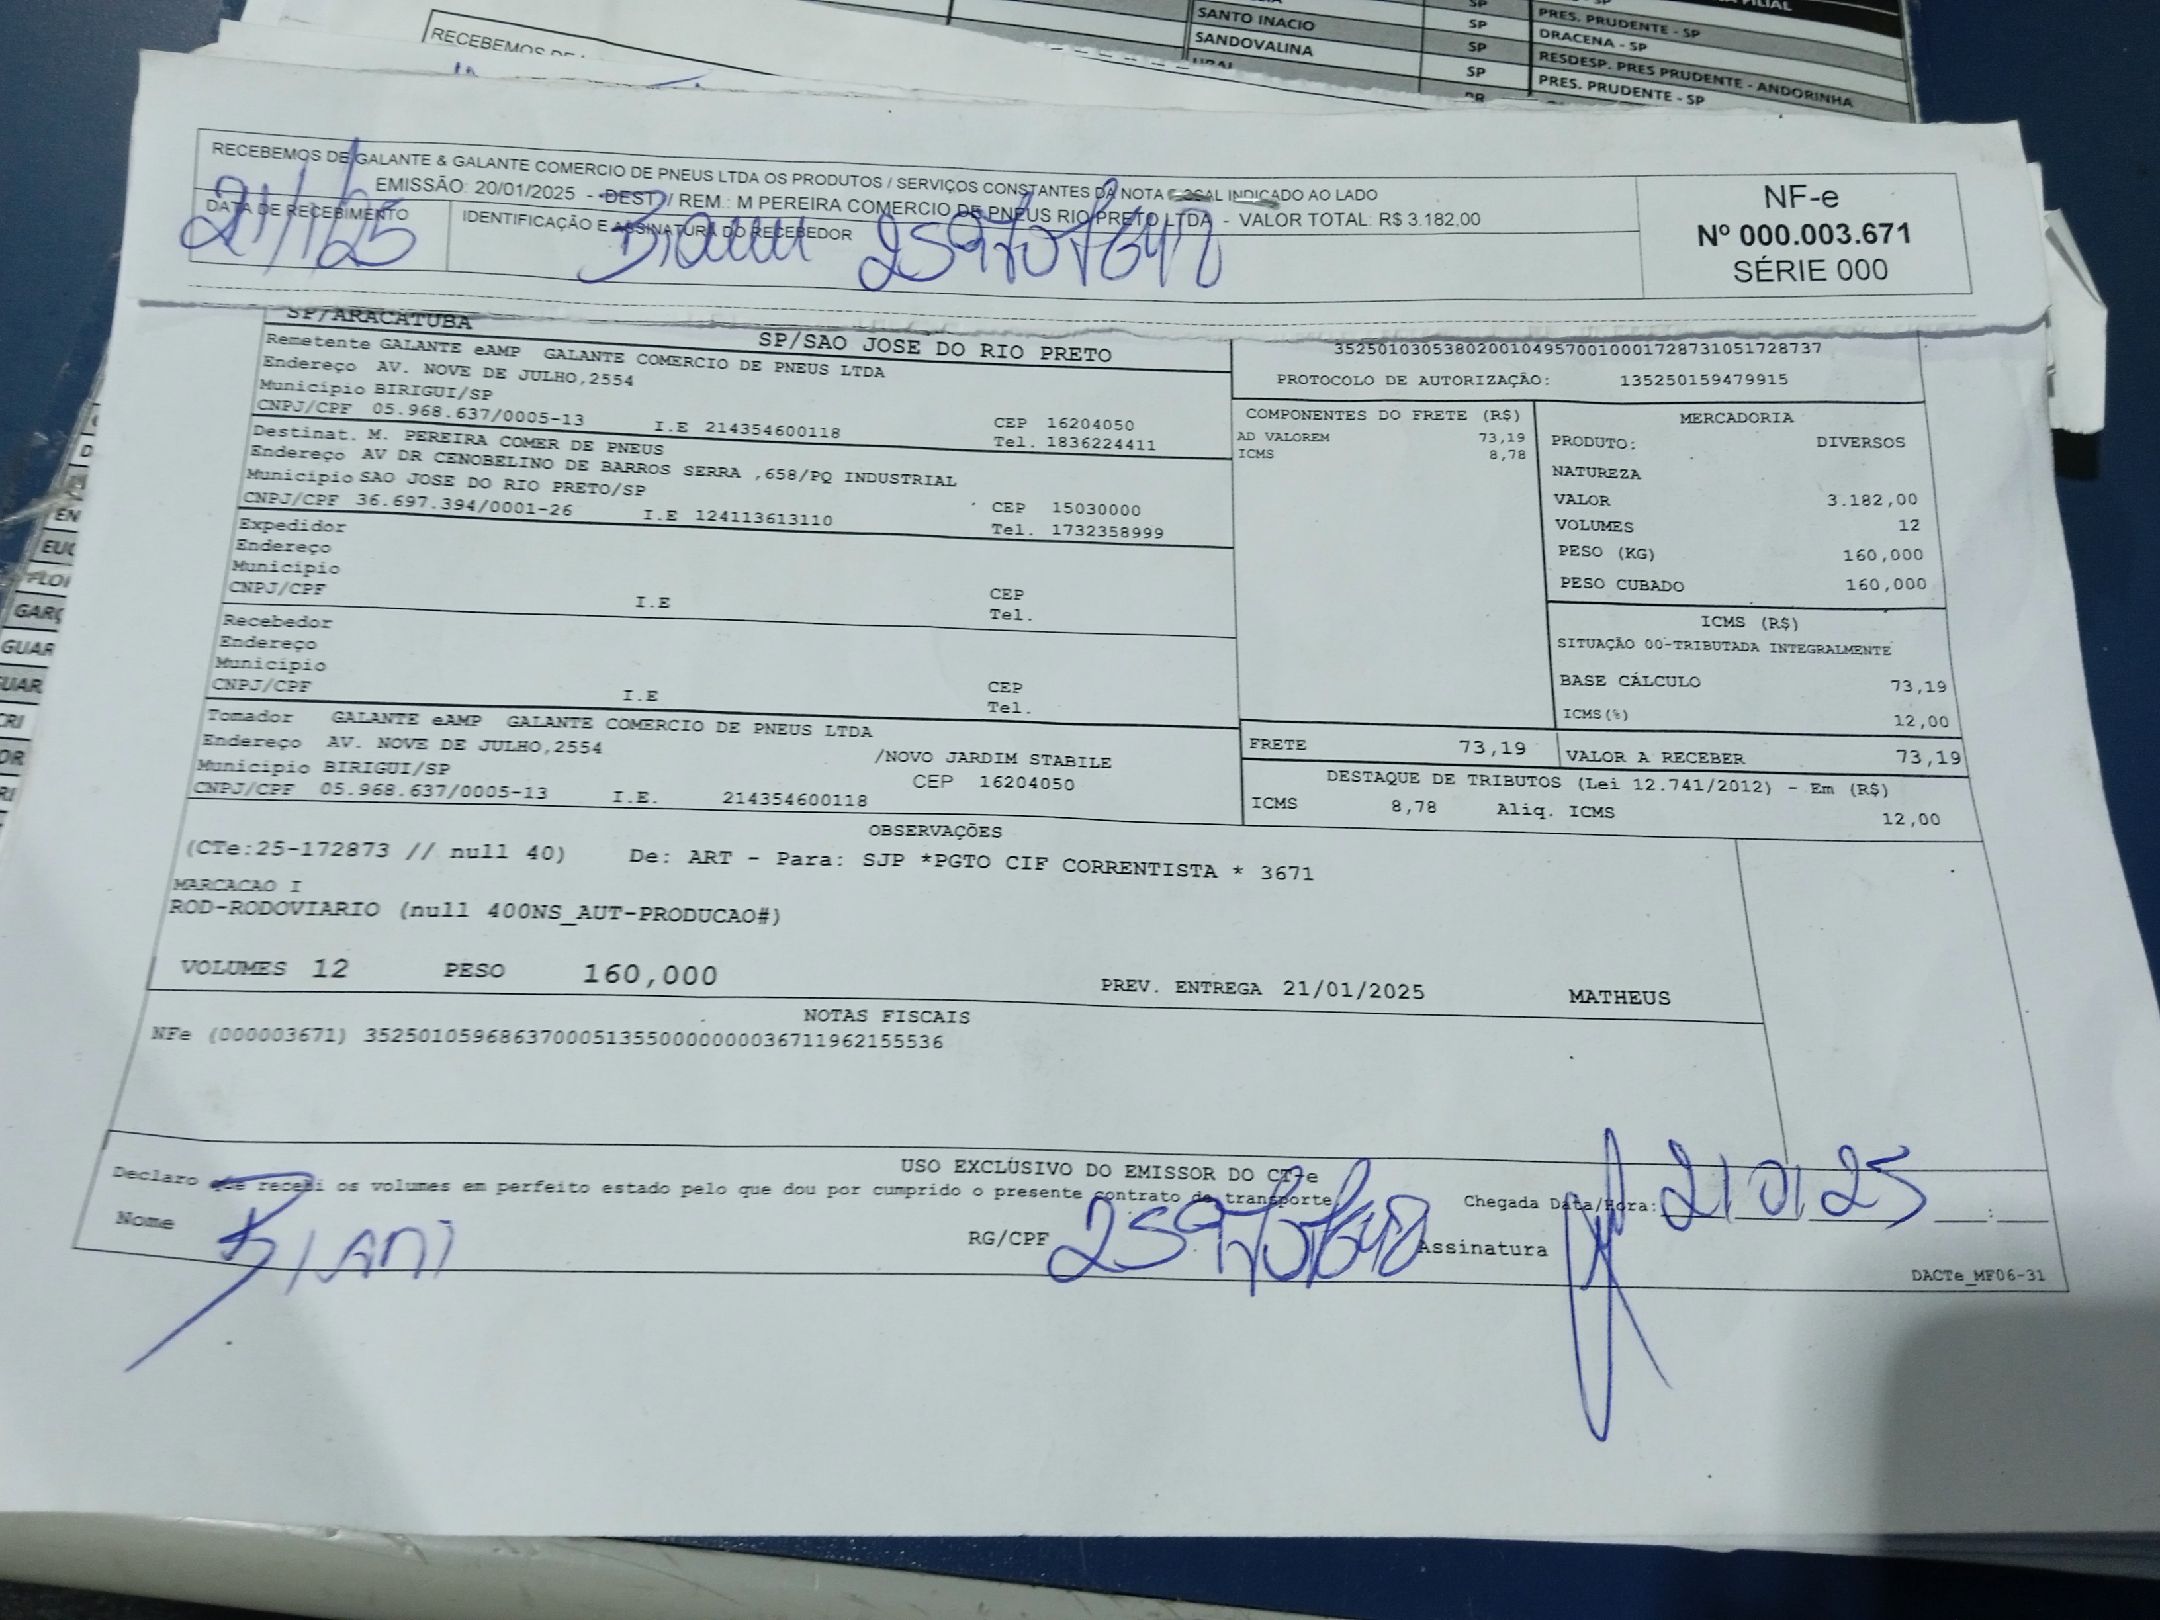 SANTO INACIO SP PRES. PRUDENTE - SP
SANDOVALINA SP DRACENA - SP
SP RESDESP. PRES PRUDENTE - ANDORINHA
PR PRES. PRUDENTE - SP
RECEBEMOS DE
RECEBEMOS DE GALANTE & GALANTE COMERCIO DE PNEUS LTDA OS PRODUTOS / SERVIÇOS CONSTANTES DA NOTA INDICADO AO LADO
EMISSÃO: 20/01/2025 - DEST / REM.: M PEREIRA COMERCIO DE PNEUS RIO PRETO LTDA - VALOR TOTAL: R$ 3.182,00
DATA DE RECEBIMENTO
21/1/25
IDENTIFICAÇÃO E ASSINATURA DO RECEBEDOR
259707648
NF-e
Nº 000.003.671
SÉRIE 000
SP/ARACATUBA
SP/SAO JOSE DO RIO PRETO
Remetente GALANTE eAMP GALANTE COMERCIO DE PNEUS LTDA
Endereço AV. NOVE DE JULHO,2554
Municipio BIRIGUI/SP CEP 16204050
CNPJ/CPF 05.968.637/0005-13 I.E 214354600118 Tel. 1836224411
Destinat. M. PEREIRA COMER DE PNEUS
Endereço AV DR CENOBELINO DE BARROS SERRA ,658/PQ INDUSTRIAL
Municipio SAO JOSE DO RIO PRETO/SP CEP 15030000
CNPJ/CPF 36.697.394/0001-26 I.E 124113613110 Tel. 1732358999
Expedidor
Endereço
Municipio CEP
CNPJ/CPF I.E Tel.
Recebedor
Endereço
Municipio CEP
CNPJ/CPF I.E Tel.
Tomador GALANTE eAMP GALANTE COMERCIO DE PNEUS LTDA
Endereço AV. NOVE DE JULHO,2554 /NOVO JARDIM STABILE
Municipio BIRIGUI/SP CEP 16204050
CNPJ/CPF 05.968.637/0005-13 I.E. 214354600118
35250103053802001049570010001728731051728737
PROTOCOLO DE AUTORIZAÇÃO: 135250159479915
COMPONENTES DO FRETE (R$)
AD VALOREM 73,19
ICMS 8,78
MERCADORIA
PRODUTO: DIVERSOS
NATUREZA
VALOR 3.182,00
VOLUMES 12
PESO (KG) 160,000
PESO CUBADO 160,000
ICMS (R$)
SITUAÇÃO 00-TRIBUTADA INTEGRALMENTE
BASE CÁLCULO 73,19
ICMS(%) 12,00
FRETE 73,19 VALOR A RECEBER 73,19
DESTAQUE DE TRIBUTOS (Lei 12.741/2012) - Em (R$)
ICMS 8,78 Aliq. ICMS 12,00
OBSERVAÇÕES
(CTe:25-172873 // null 40) De: ART - Para: SJP *PGTO CIF CORRENTISTA * 3671
MARCACAO I
ROD-RODOVIARIO (null 400NS_AUT-PRODUCAO#)
VOLUMES 12 PESO 160,000 PREV. ENTREGA 21/01/2025 MATHEUS
NOTAS FISCAIS
NFe (000003671) 35250105968637000513550000000036711962155536
USO EXCLUSIVO DO EMISSOR DO CT-e
Declaro que recebi os volumes em perfeito estado pelo que dou por cumprido o presente contrato de transporte
Chegada Data/Hora: 21 01 25 __:__
Nome
RG/CPF 259707648 Assinatura
DACTe_MF06-31
EN
EUC
FLOR
GARÇ
GUAR
GUAR